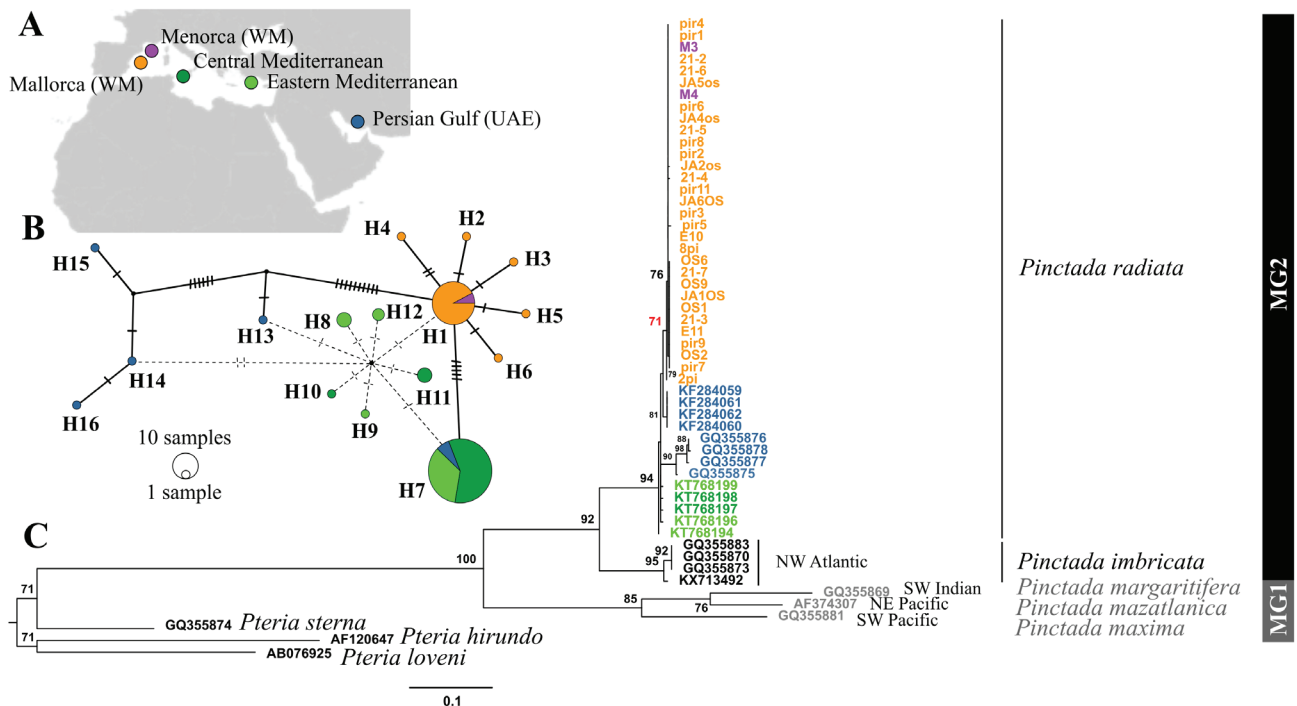 A
Menorca (WM)
Central Mediterranean
Mallorca (WM)
Eastern Mediterranean
Persian Gulf (UAE)
B
H15
H4
H2
H3
H12
H8
H5
H1
H13
H6
H14
H10
H11
H16
H9
10 samples
1 sample
H7
C
pir4
pir1
M3
21-2
21-6
JA5os
M4
pir6
JA4os
21-5
pir8
pir2
JA2os
21-4
pir11
JA6OS
pir3
pir5
E10
8pi
OS6
76
21-7
OS9
JA1OS
OS1
71
21-3
E11
pir9
OS2
pir7
79
2pi
KF284059
KF284061
81
KF284062
KF284060
88
GQ355876
98
GQ355878
90
GQ355877
GQ355875
94
KT768199
KT768198
KT768197
KT768196
KT768194
92
GQ355883
92
GQ355870
95
GQ355873
KX713492
NW Atlantic
100
85
GQ355869 SW Indian
76
AF374307 NE Pacific
GQ355881 SW Pacific
71
GQ355874 Pteria sterna
71
AF120647 Pteria hirundo
AB076925 Pteria loveni
0.1
Pinctada radiata
Pinctada imbricata
Pinctada margaritifera
Pinctada mazatlanica
Pinctada maxima
MG2
MG1